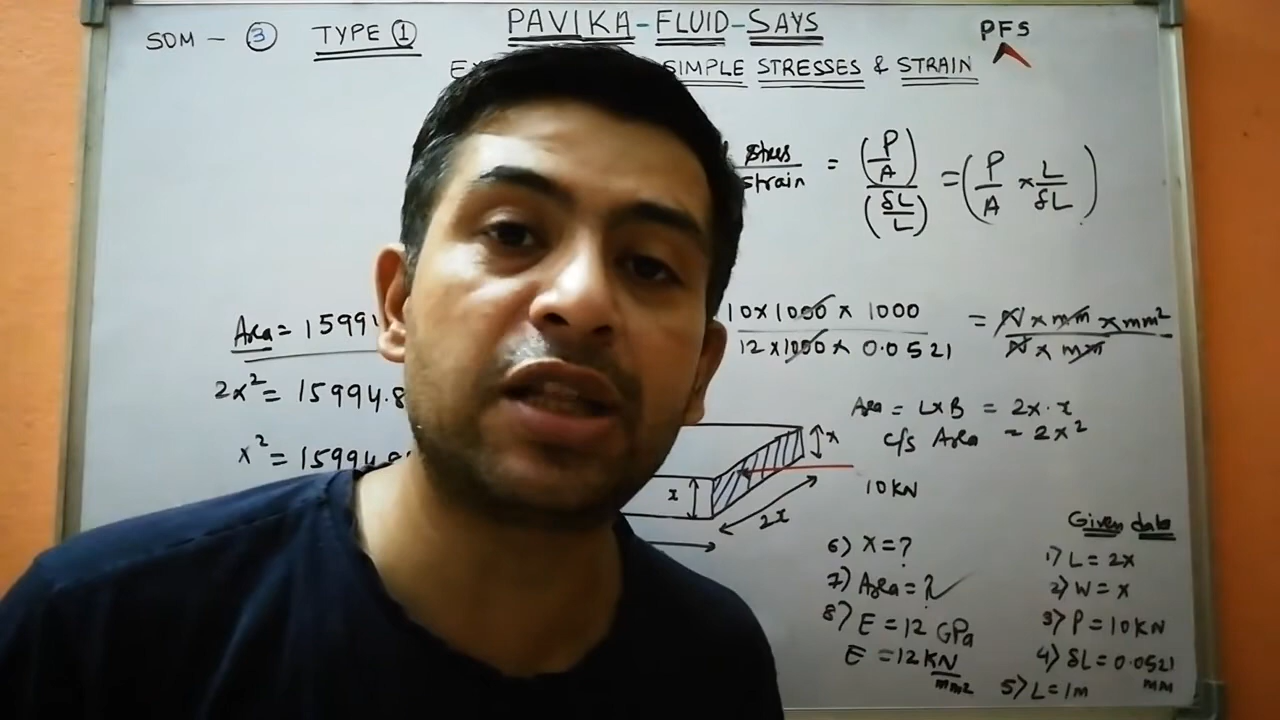 SOM - ③ TYPE ① PAVIKA-FLUID-SAYS PFS
SIMPLE STRESSES & STRAIN
stress/strain = (P/A)/(δL/L) = (P/A × L/δL)
10×1000 × 1000 / 12×1000 × 0.0521 = N × mm × mm² / N × mm
Area = 1599
2x² = 15994.8
x² = 15994.8
Area = L×B = 2x·x
c/s Area = 2x²
x
x
2x
10 KN
6) x = ?
7) Area = ? ✓
8) E = 12 GPa
E = 12 KN/mm2
Given data
1) L = 2x
2) W = x
3) P = 10KN
4) δL = 0.0521 MM
5) L = 1m